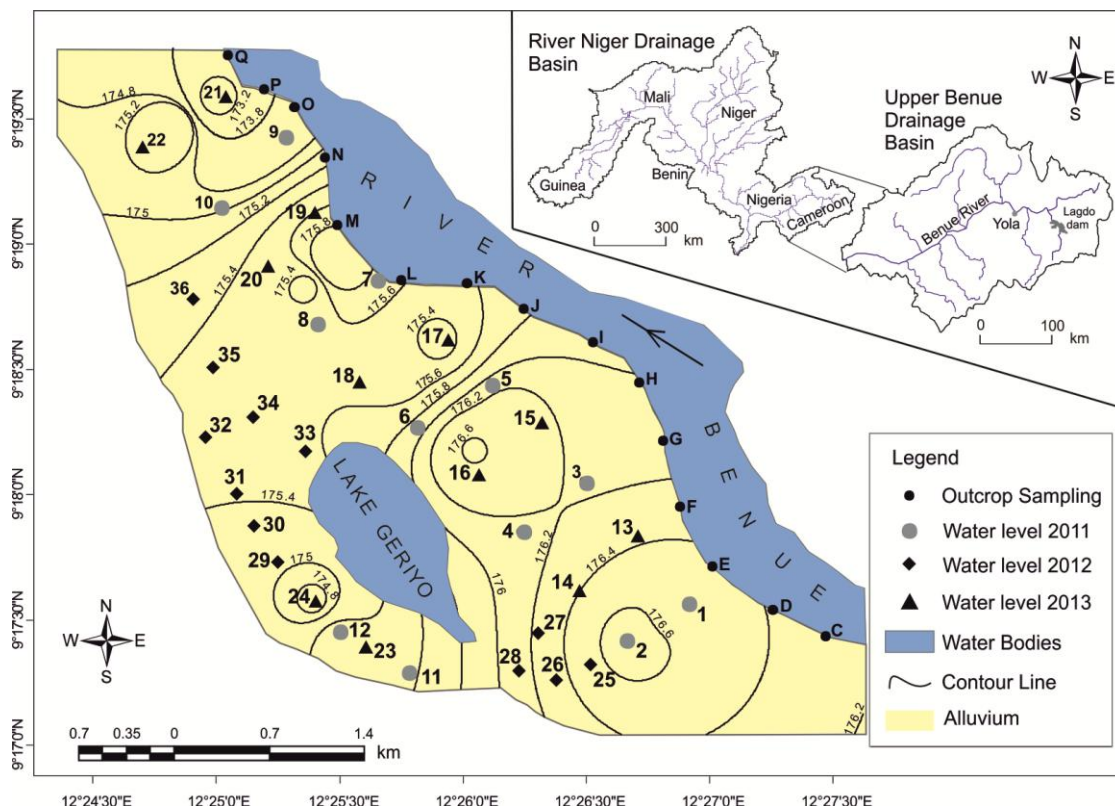 River Niger Drainage
Basin
Mali
Niger
Guinea
Benin
Nigeria
Cameroon
0 300
km
Upper Benue
Drainage
Basin
Benue River
Yola
Lagdo
dam
0 100
km
N
W E
S
9°19'30"N
9°19'0"N
9°18'30"N
9°18'0"N
9°17'30"N
9°17'0"N
Q
P
O
N
M
L
K
J
I
H
G
F
E
D
C
RIVER
BENUE
LAKE GERIYO
174.8
175.2
21
173.2
173.8
22
9
10
175
175.2
19
175.8
175.4
20
175.4
7
175.6
36
8
175.4
17
35
18
175.6
175.8
5
176.2
34
6
15
32
33
176.6
16
3
31
175.4
30
4
176.2
13
29
175
176.4
174.8
24
176
14
1
12
27
176.6
2
23
28
26
25
11
176.2
Legend
Outcrop Sampling
Water level 2011
Water level 2012
Water level 2013
Water Bodies
Contour Line
Alluvium
N
W E
S
0.7 0.35 0 0.7 1.4
km
12°24'30"E 12°25'0"E 12°25'30"E 12°26'0"E 12°26'30"E 12°27'0"E 12°27'30"E